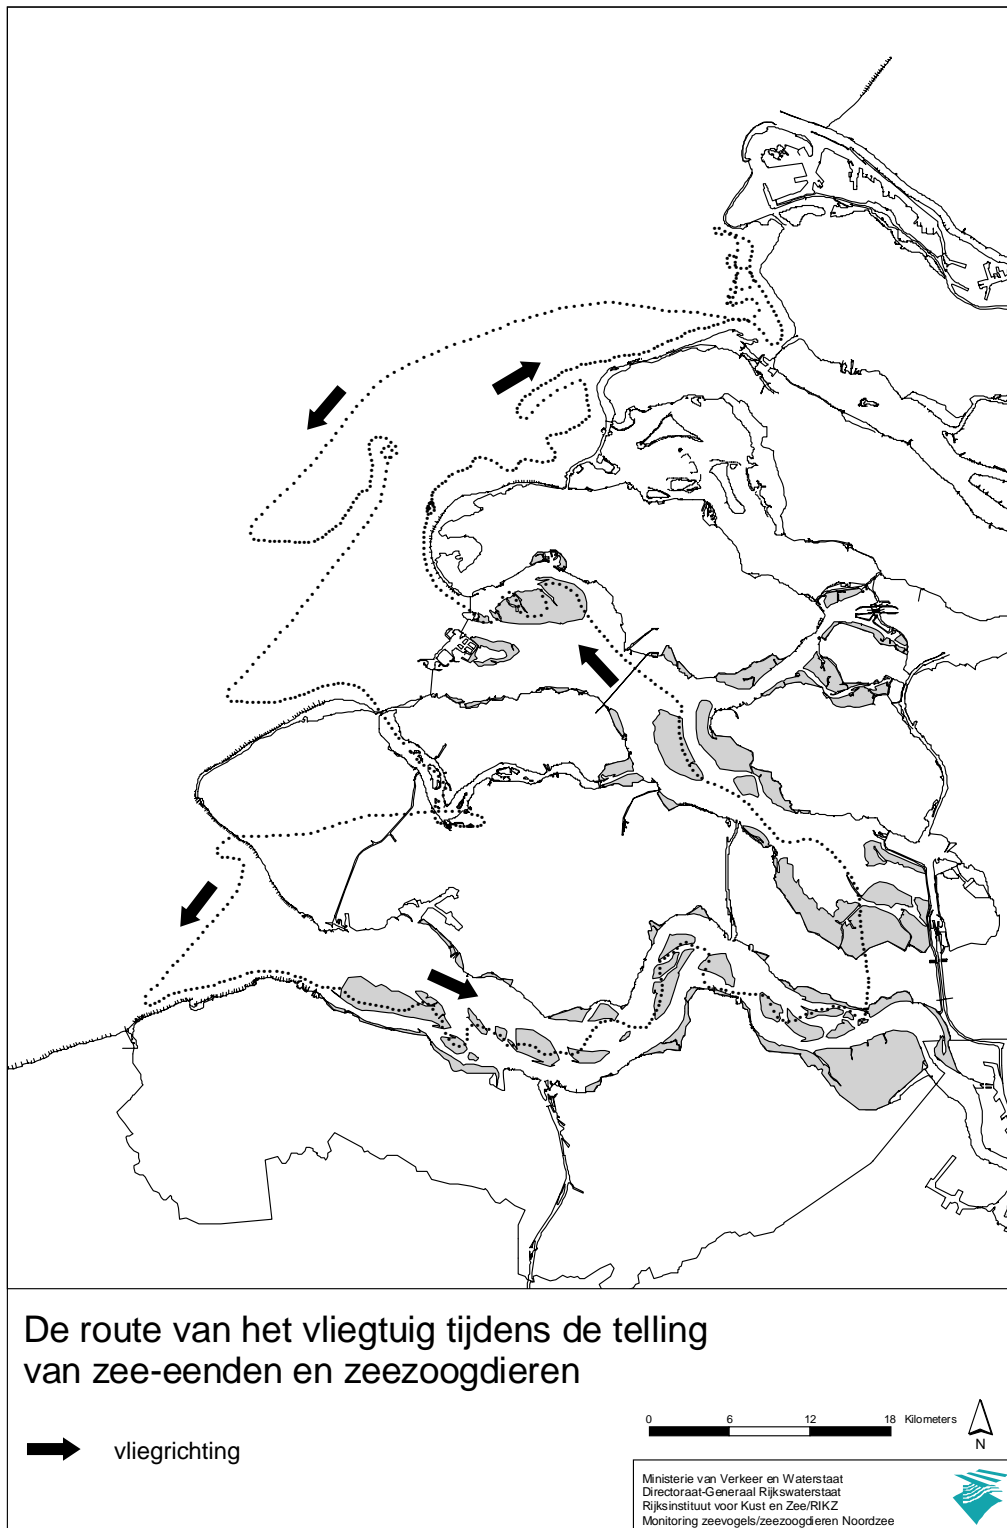 De route van het vliegtuig tijdens de telling
van zee-eenden en zeezoogdieren
vliegrichting
0 6 12 18 Kilometers
N
Ministerie van Verkeer en Waterstaat
Directoraat-Generaal Rijkswaterstaat
Rijksinstituut voor Kust en Zee/RIKZ
Monitoring zeevogels/zeezoogdieren Noordzee